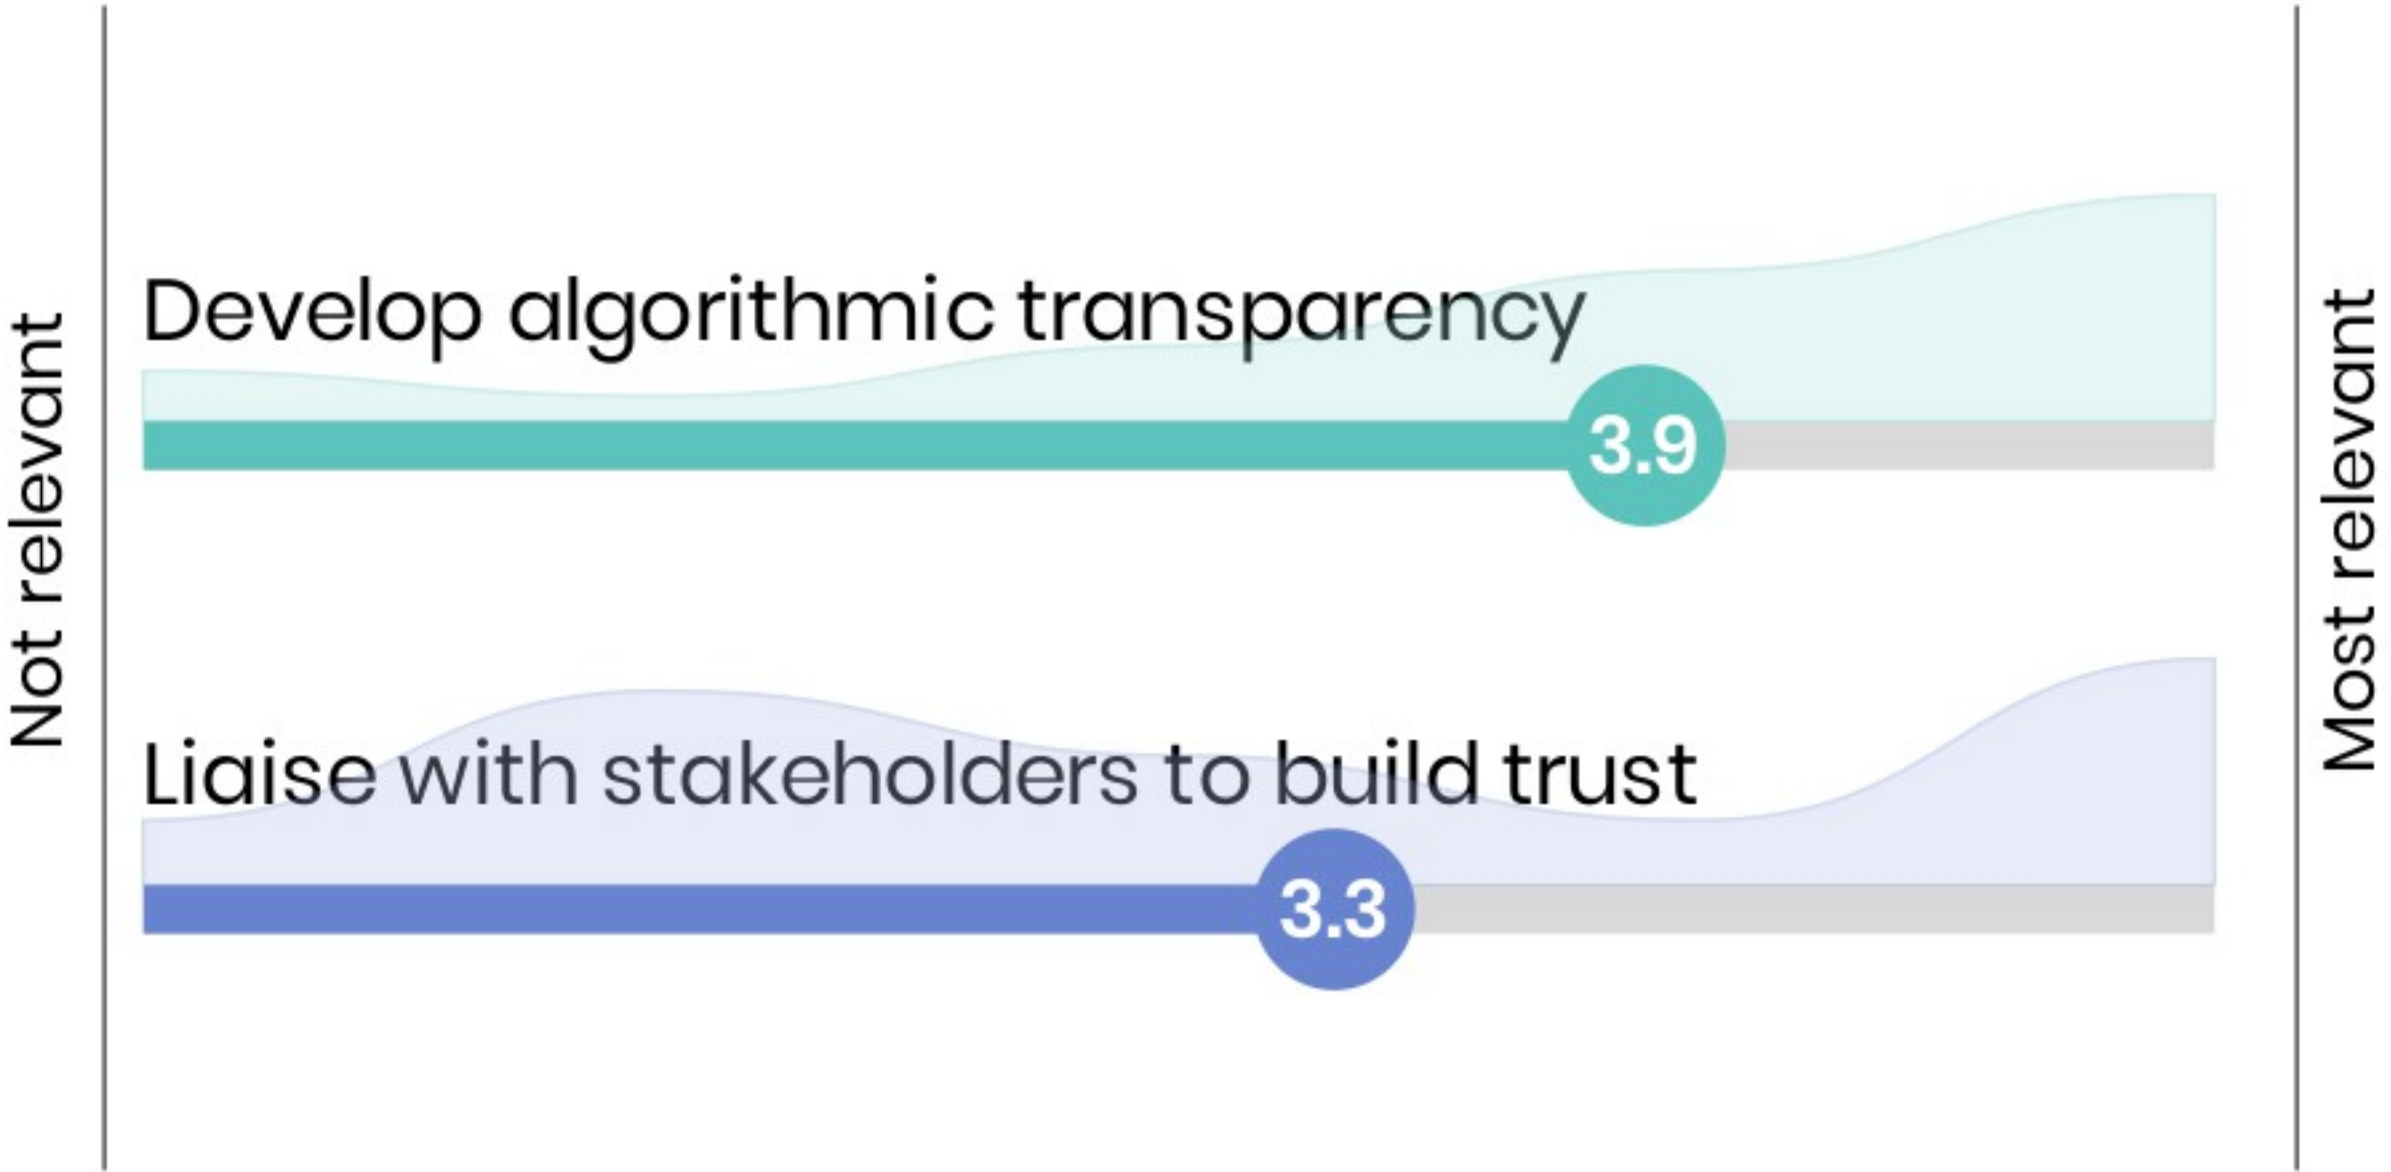 Not relevant
Develop algorithmic transparency
3.9
Liaise with stakeholders to build trust
3.3
Most relevant